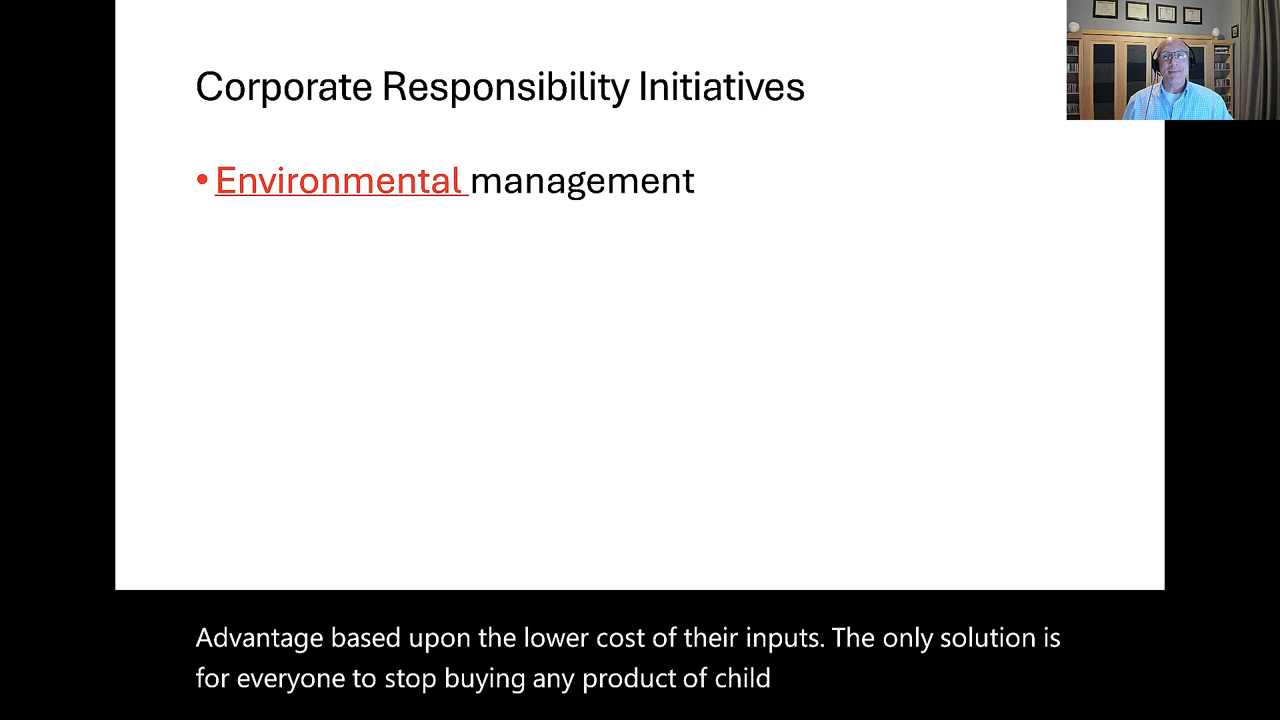 Corporate Responsibility Initiatives
• Environmental management
Advantage based upon the lower cost of their inputs. The only solution is
for everyone to stop buying any product of child